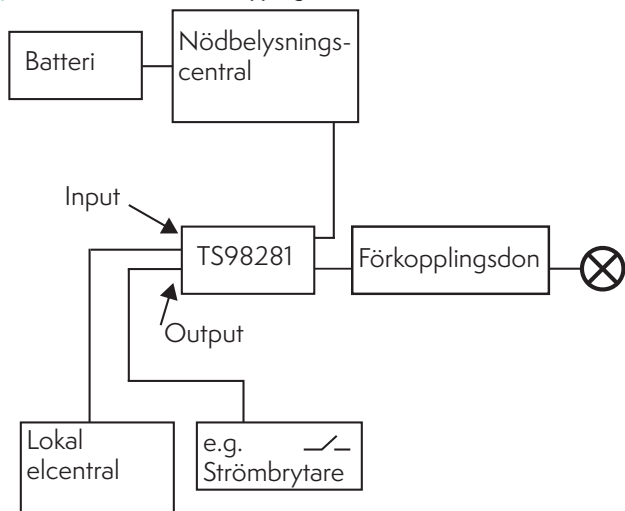 Batteri
Nödbelysnings-
central
Input
TS98281
Förkopplingsdon
Output
Lokal
elcentral
e.g.
Strömbrytare